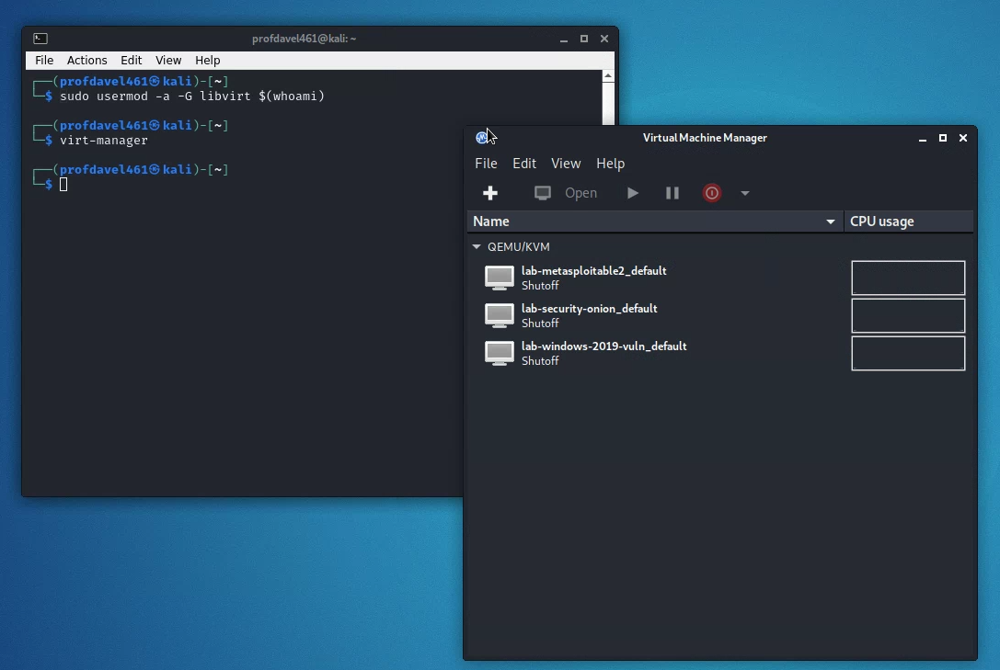 profdavel461@kali: ~
File Actions Edit View Help
┌──(profdavel461㉿kali)-[~]
└─$ sudo usermod -a -G libvirt $(whoami)
┌──(profdavel461㉿kali)-[~]
└─$ virt-manager
┌──(profdavel461㉿kali)-[~]
└─$
Virtual Machine Manager
File Edit View Help
Open
Name CPU usage
QEMU/KVM
lab-metasploitable2_default
Shutoff
lab-security-onion_default
Shutoff
lab-windows-2019-vuln_default
Shutoff